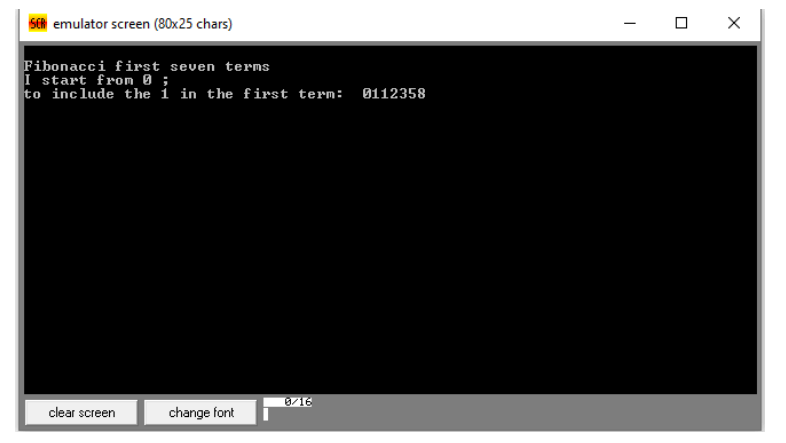 SCR emulator screen (80x25 chars)
Fibonacci first seven terms
I start from 0 ;
to include the 1 in the first term:  0112358
clear screen
change font
0/16